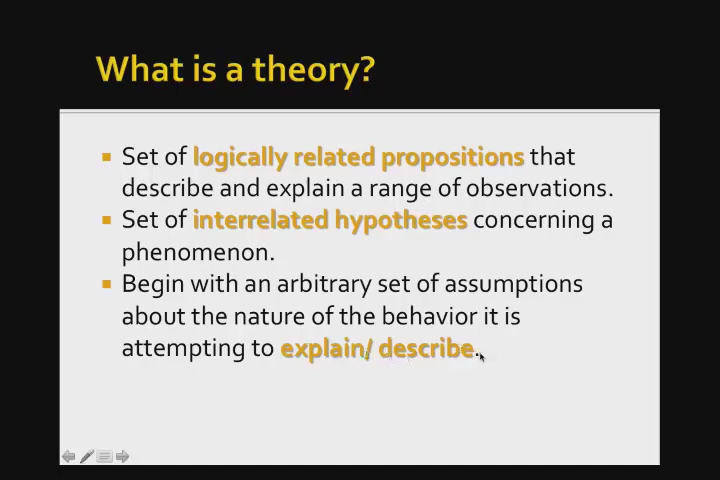 What is a theory?
Set of logically related propositions that
describe and explain a range of observations.
Set of interrelated hypotheses concerning a
phenomenon.
Begin with an arbitrary set of assumptions
about the nature of the behavior it is
attempting to explain/ describe.